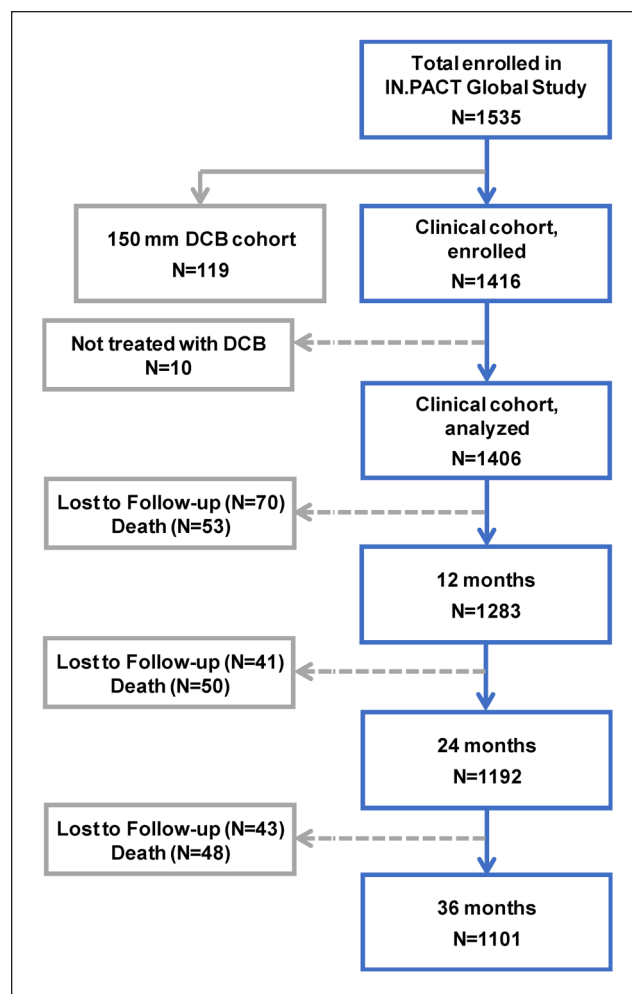 Total enrolled in
IN.PACT Global Study
N=1535
150 mm DCB cohort
N=119
Clinical cohort,
enrolled
N=1416
Not treated with DCB
N=10
Clinical cohort,
analyzed
N=1406
Lost to Follow-up (N=70)
Death (N=53)
12 months
N=1283
Lost to Follow-up (N=41)
Death (N=50)
24 months
N=1192
Lost to Follow-up (N=43)
Death (N=48)
36 months
N=1101